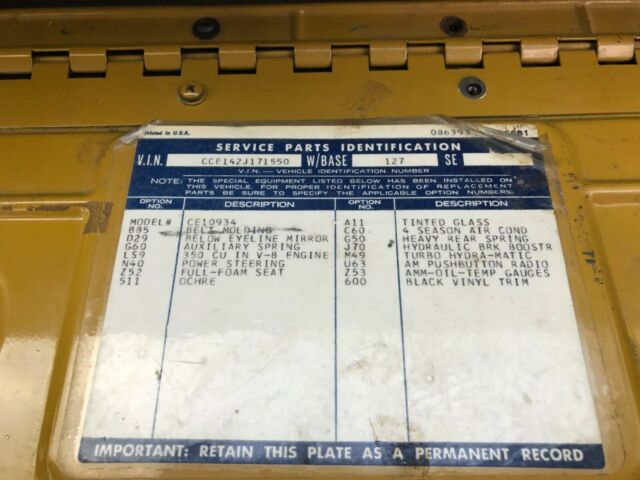 Printed in U.S.A.
SERVICE PARTS IDENTIFICATION
V.I.N. CCE142J171550 W/BASE 127 SE
V.I.N. — VEHICLE IDENTIFICATION NUMBER
NOTE: THE SPECIAL EQUIPMENT LISTED BELOW HAS BEEN INSTALLED ON THIS VEHICLE. FOR PROPER IDENTIFICATION OF REPLACEMENT PARTS BE SURE TO SPECIFY THE APPLICABLE OPTION NUMBERS.
OPTION NO. DESCRIPTION OPTION NO. DESCRIPTION
MODEL# CE10934 A11 TINTED GLASS
B85 BELT MOLDING C60 4 SEASON AIR COND
D29 BELOW EYELINE MIRROR G50 HEAVY REAR SPRING
G60 AUXILIARY SPRING J70 HYDRAULIC BRK BOOSTR
LS9 350 CU IN V-8 ENGINE M49 TURBO HYDRA-MATIC
N40 POWER STEERING U63 AM PUSHBUTTON RADIO
Z52 FULL-FOAM SEAT Z53 AMM-OIL-TEMP GAUGES
511 OCHRE 600 BLACK VINYL TRIM
IMPORTANT: RETAIN THIS PLATE AS A PERMANENT RECORD